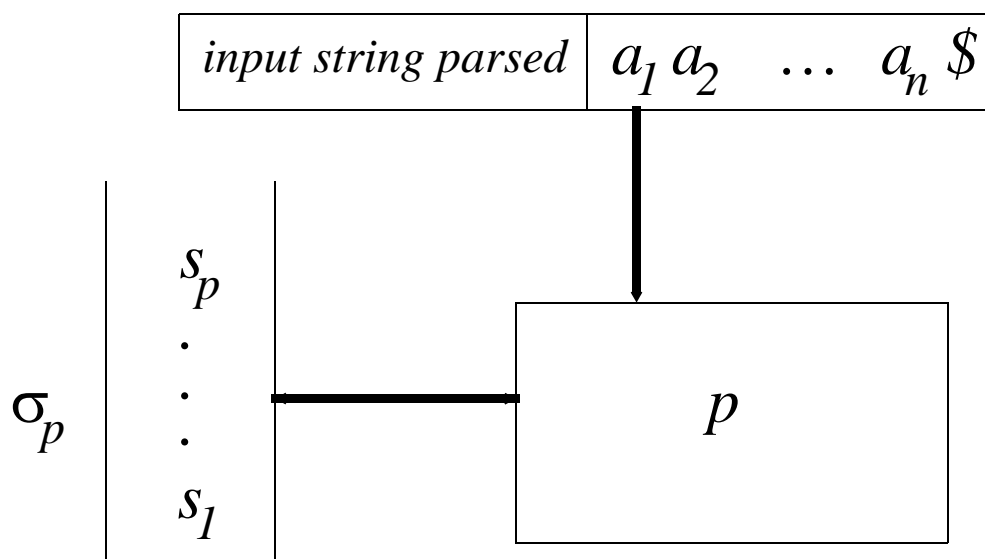 input string parsed a₁ a₂ … aₙ $
sₚ
.
.
σₚ
.
s₁
p